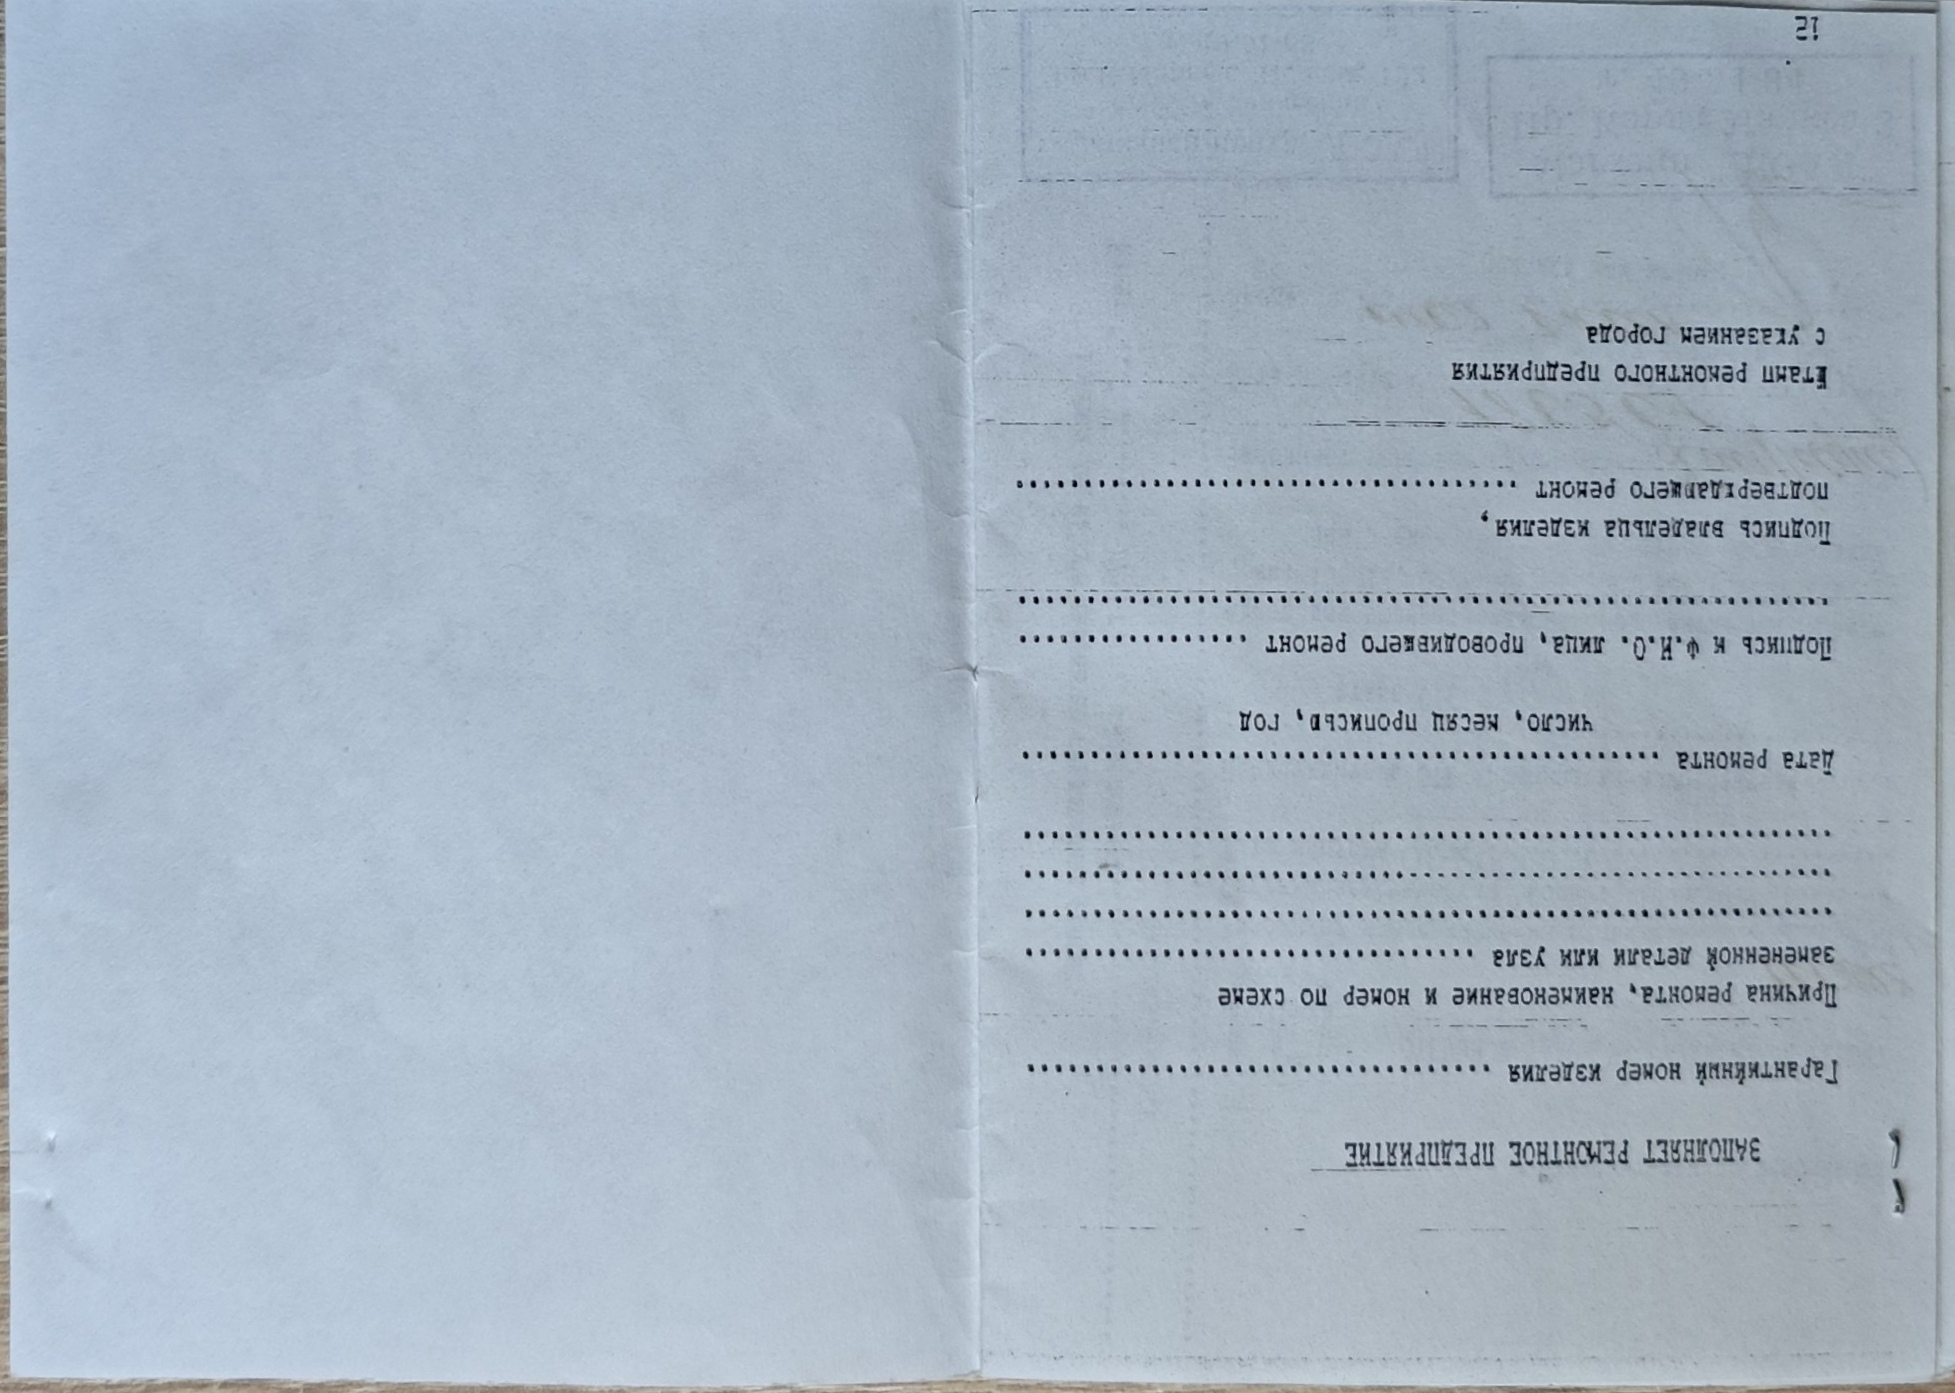 ЗАПОЛНЯЕТ РЕМОНТНОЕ ПРЕДПРИЯТИЕ
Гарантийный номер изделия ..................................
Причина ремонта, наименование и номер по схеме
замененной детали или узла .................................
............................................................
............................................................
............................................................
Дата ремонта ...............................................
число, месяц прописью, год
Подпись и Ф.И.О. лица, проводившего ремонт .................
............................................................
Подпись владельца изделия,
подтверждающего ремонт .....................................
Штамп ремонтного предприятия
с указанием города
12